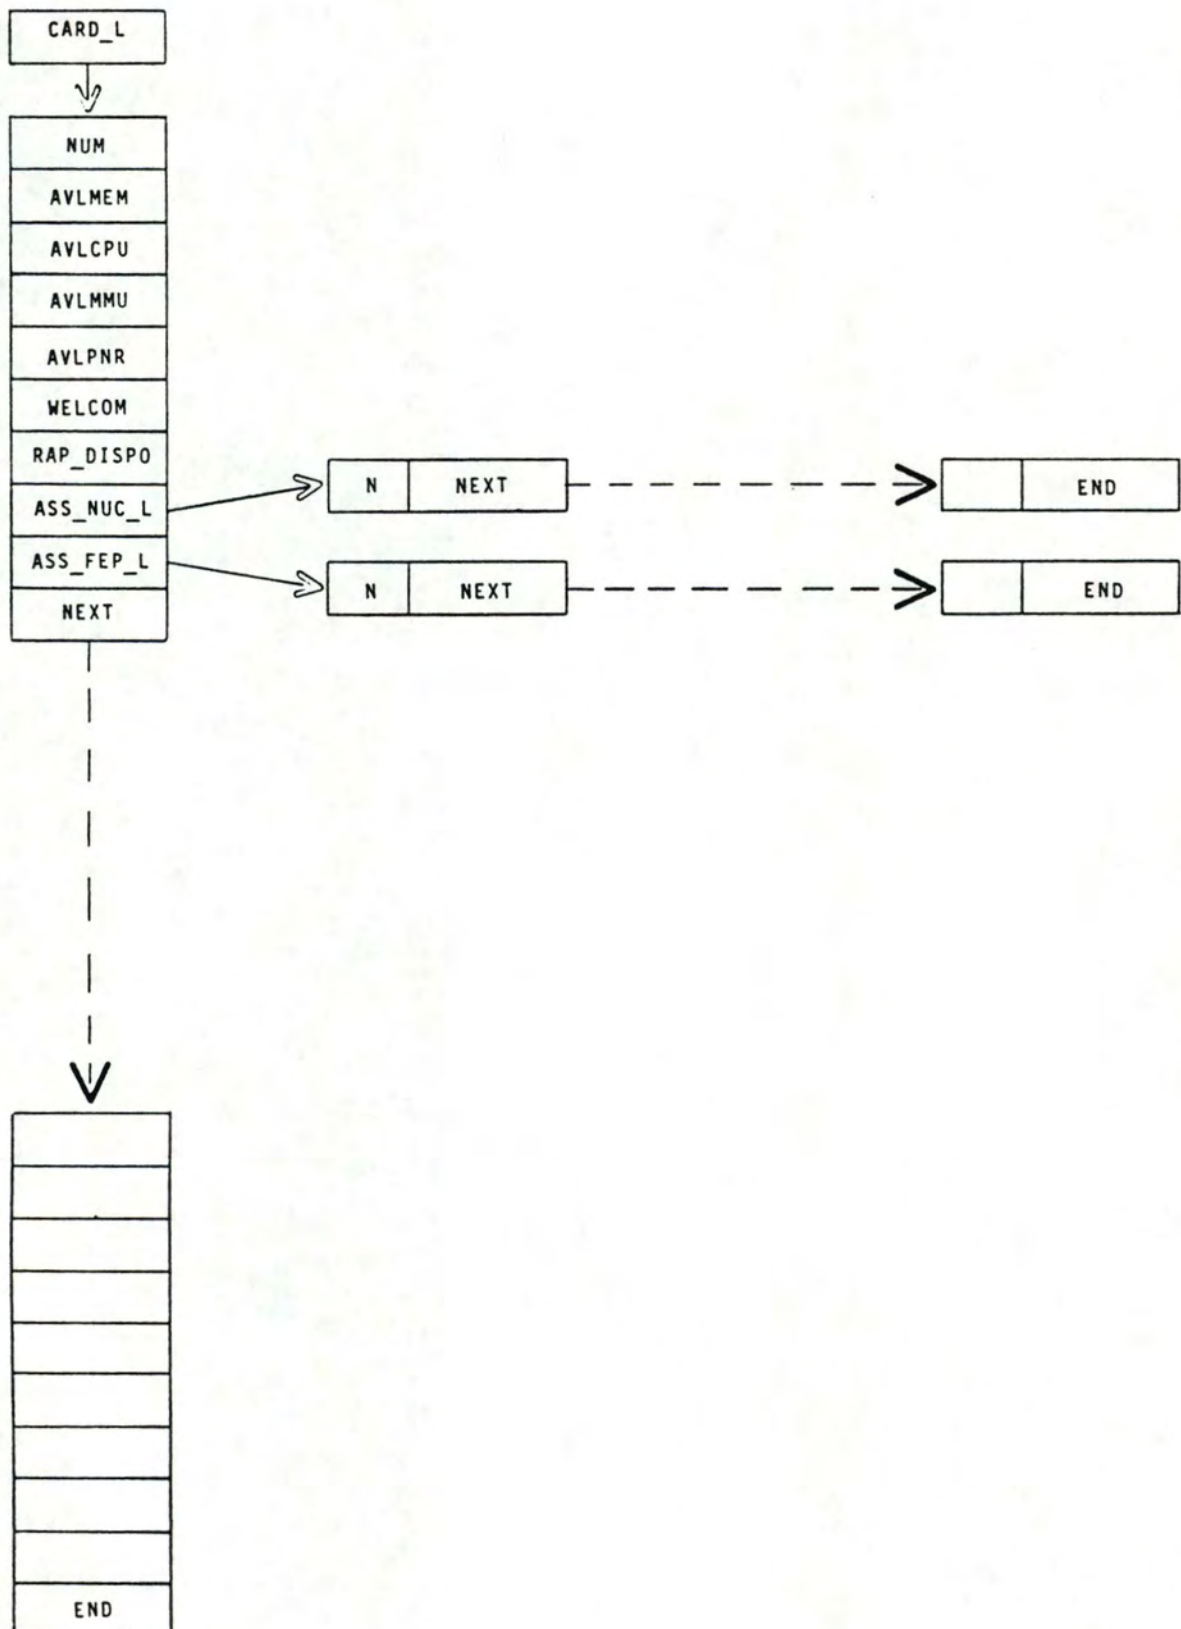 CARD_L
NUM
AVLMEM
AVLCPU
AVLMMU
AVLPNR
WELCOM
RAP_DISPO
ASS_NUC_L
N NEXT END
ASS_FEP_L
N NEXT END
NEXT
END